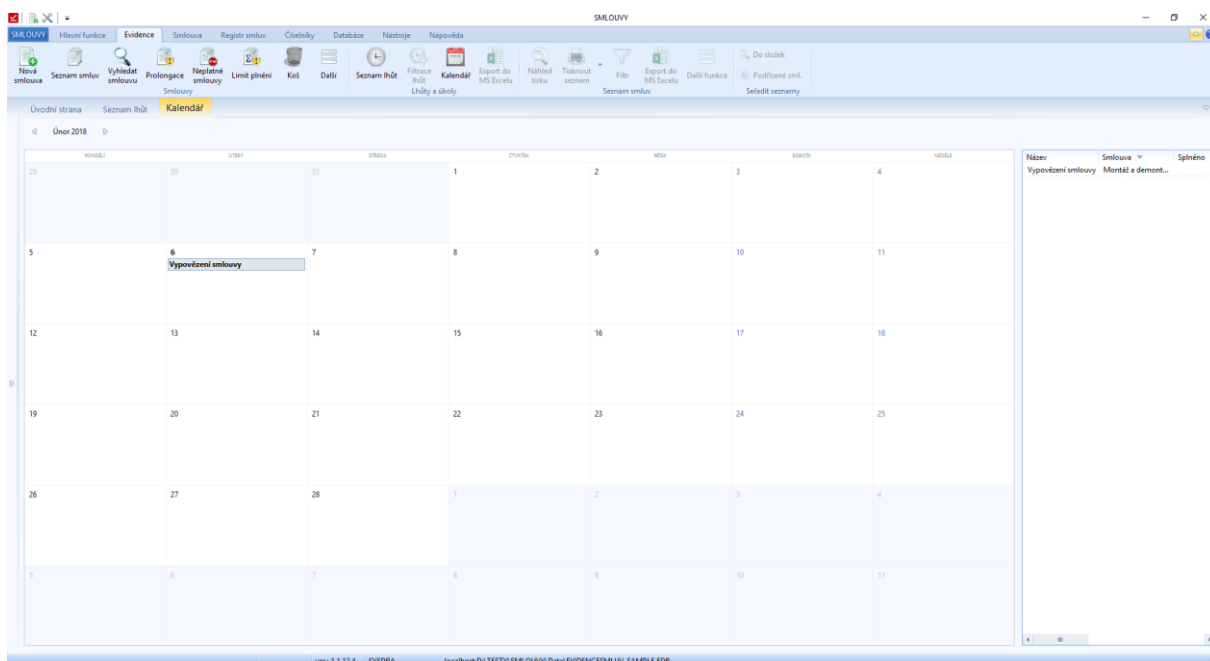 SMLOUVY
SMLOUVY Hlavní funkce Evidence Smlouva Registr smluv Číselníky Databáze Nástroje Nápověda
Nová smlouva
Seznam smluv
Vyhledat smlouvu
Prolongace
Neplatné smlouvy
Limit plnění
Koš
Další
Seznam lhůt
Filtrace lhůt
Kalendář
Export do MS Excelu
Náhled tisku
Tisknout seznam
Filtr
Export do MS Excelu
Další funkce
Do složek
Podřízené sml.
Smlouvy Lhůty a úkoly Seznam smluv Seřadit seznamy
Úvodní strana Seznam lhůt Kalendář
Únor 2018
PONDĚLÍ ÚTERÝ STŘEDA ČTVRTEK PÁTEK SOBOTA NEDĚLE
29 30 31 1 2 3 4
5 6 7 8 9 10 11
Vypovězení smlouvy
12 13 14 15 16 17 18
19 20 21 22 23 24 25
26 27 28 1 2 3 4
5 6 7 8 9 10 11
Název Smlouva Splněno
Vypovězení smlouvy Montáž a demont...